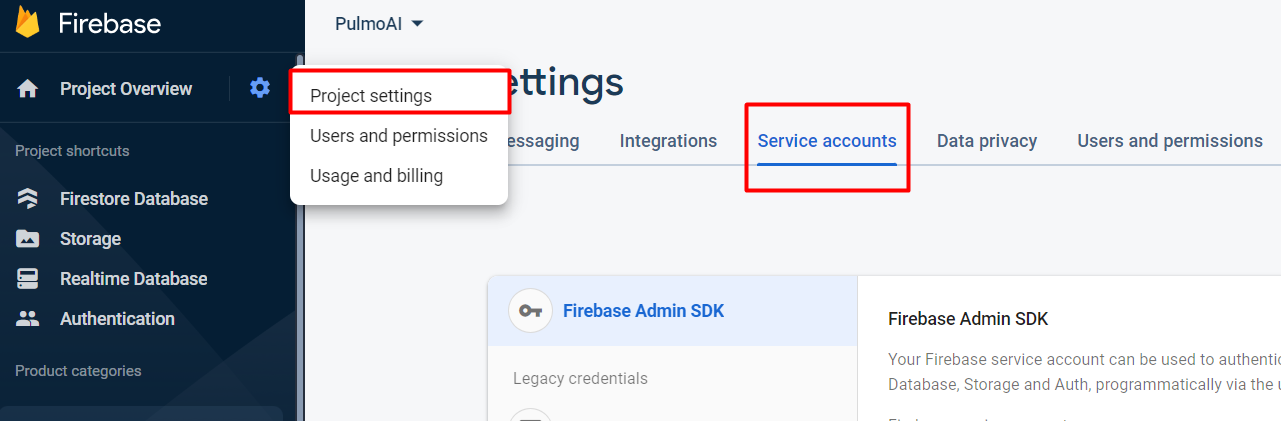 Firebase
PulmoAI
Project Overview
Project settings
Users and permissions
Usage and billing
ettings
essaging
Integrations
Service accounts
Data privacy
Users and permissions
Project shortcuts
Firestore Database
Storage
Realtime Database
Authentication
Product categories
Firebase Admin SDK
Legacy credentials
Firebase Admin SDK
Your Firebase service account can be used to authentic
Database, Storage and Auth, programmatically via the u